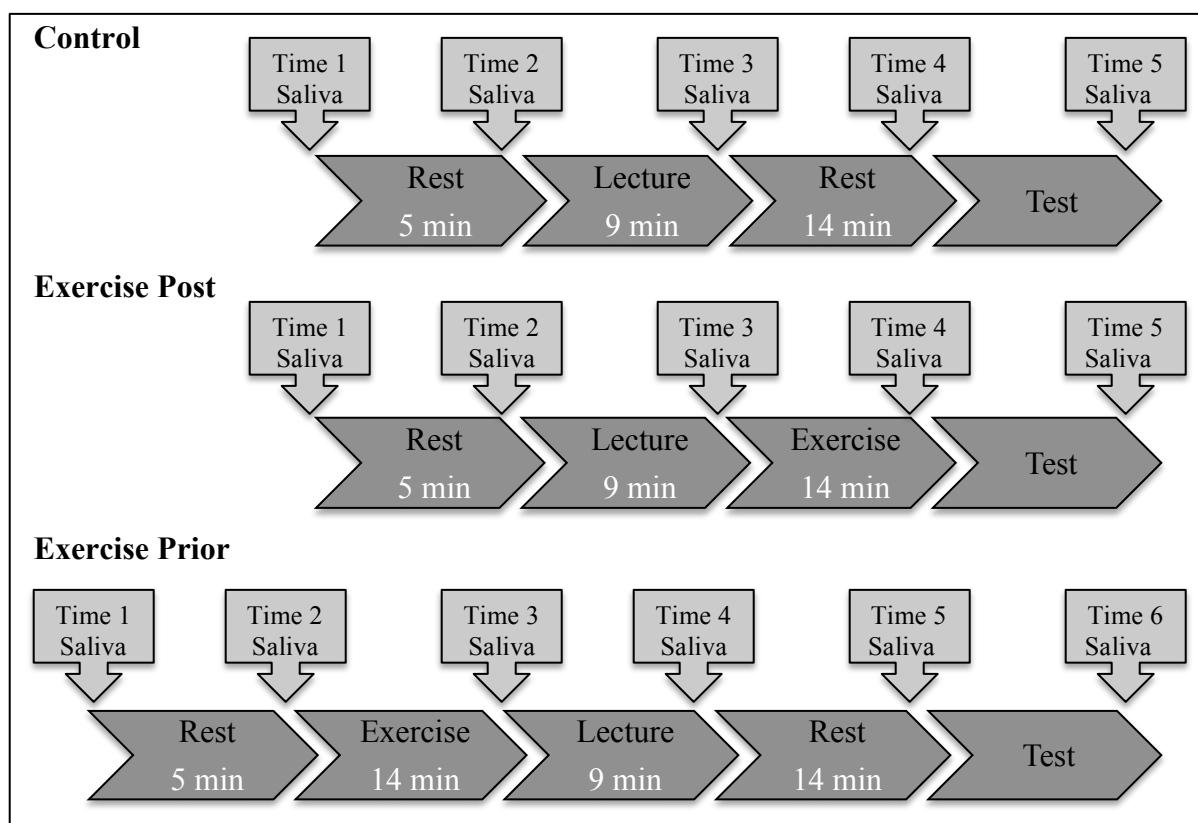 Control
Time 1 Time 2 Time 3 Time 4 Time 5
Saliva Saliva Saliva Saliva Saliva
Rest Lecture Rest Test
5 min 9 min 14 min
Exercise Post
Time 1 Time 2 Time 3 Time 4 Time 5
Saliva Saliva Saliva Saliva Saliva
Rest Lecture Exercise Test
5 min 9 min 14 min
Exercise Prior
Time 1 Time 2 Time 3 Time 4 Time 5 Time 6
Saliva Saliva Saliva Saliva Saliva Saliva
Rest Exercise Lecture Rest Test
5 min 14 min 9 min 14 min